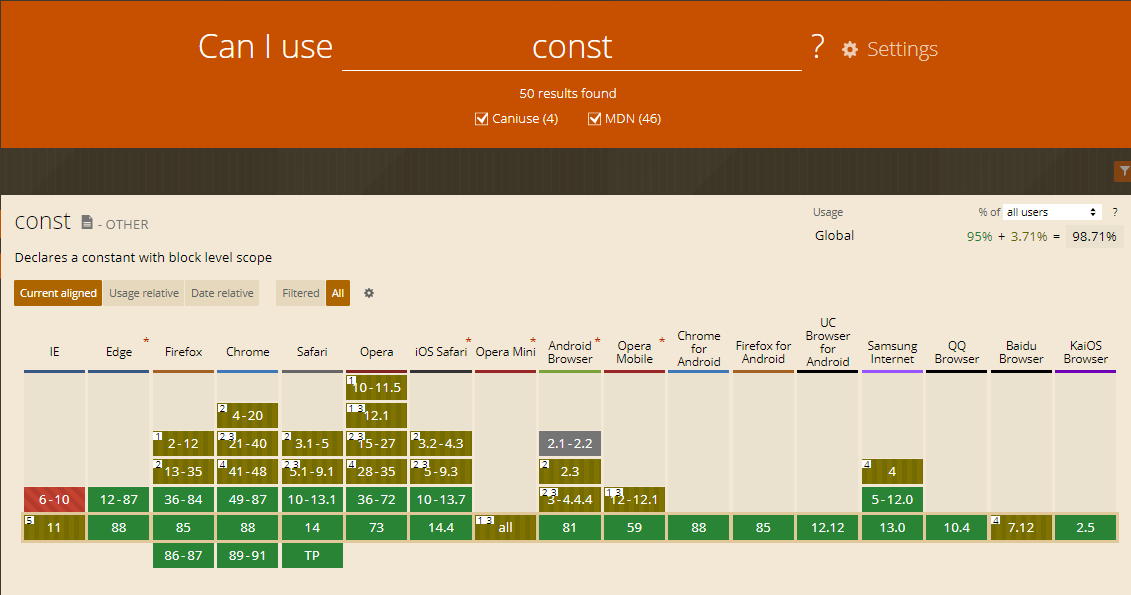 Can I use const ? Settings
50 results found
Caniuse (4) MDN (46)
const - OTHER
Usage % of all users ?
Global 95% + 3.71% = 98.71%
Declares a constant with block level scope
Current aligned Usage relative Date relative Filtered All
IE Edge * Firefox Chrome Safari Opera iOS Safari * Opera Mini * Android Browser * Opera Mobile * Chrome for Android Firefox for Android UC Browser for Android Samsung Internet QQ Browser Baidu Browser KaiOS Browser
1 10-11.5
2 4-20 1 3 12.1
1 2-12 2 3 21-40 2 3.1-5 2 3 15-27 2 3.2-4.3 2.1-2.2
2 13-35 4 41-48 2 3 5.1-9.1 4 28-35 2 3 5-9.3 2 2.3 4 4
6-10 12-87 36-84 49-87 10-13.1 36-72 10-13.7 2 3 3-4.4.4 1 3 12-12.1 5-12.0
5 11 88 85 88 14 73 14.4 1 3 all 81 59 88 85 12.12 13.0 10.4 4 7.12 2.5
86-87 89-91 TP